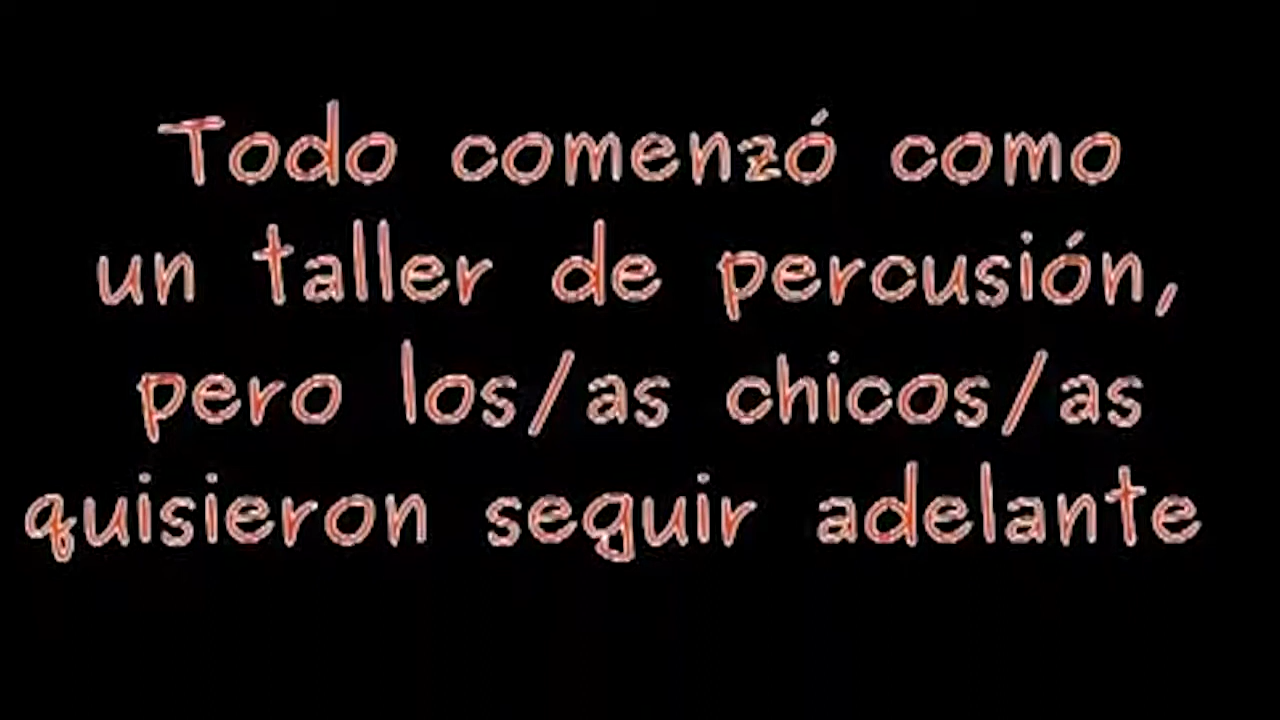 Todo comenzó como
un taller de percusión,
pero los/as chicos/as
quisieron seguir adelante